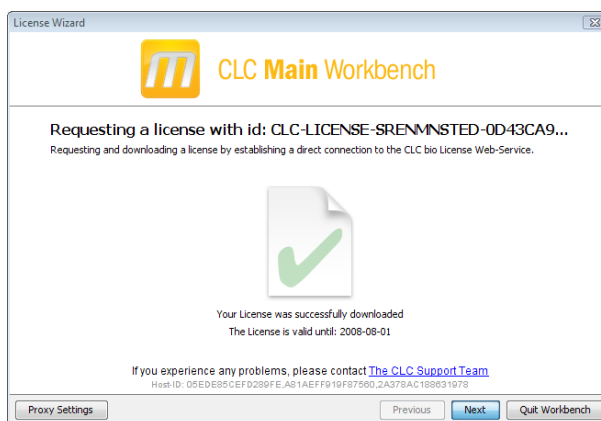 License Wizard
CLC Main Workbench
Requesting a license with id: CLC-LICENSE-SRENMNSTED-0D43CA9...
Requesting and downloading a license by establishing a direct connection to the CLC bio License Web-Service.
Your License was successfully downloaded
The License is valid until: 2008-08-01
If you experience any problems, please contact The CLC Support Team
Host-ID: 05EDE85CEFD289FE,A81AEFF919F87560,2A378AC188631978
Proxy Settings Previous Next Quit Workbench